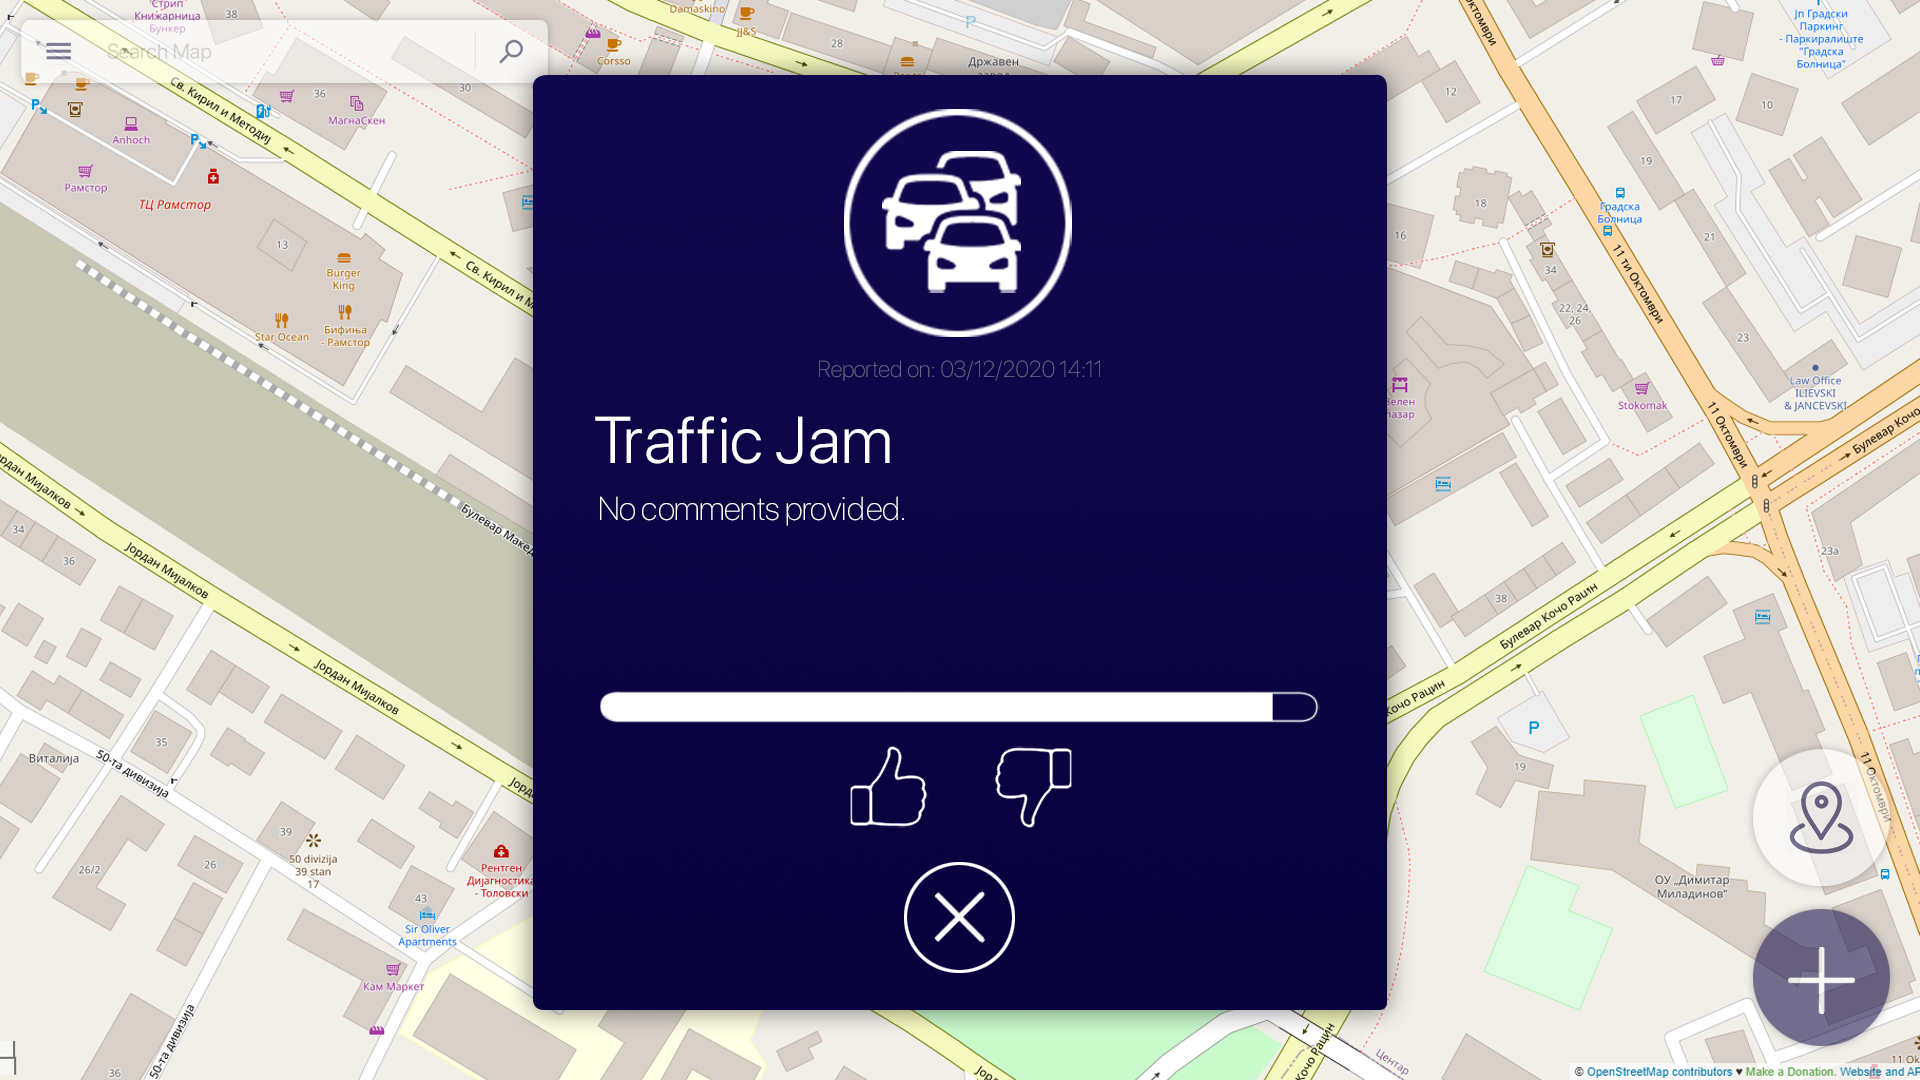 Search Map
Reported on: 03/12/2020 14:11
Traffic Jam
No comments provided.
Стрип
Книжарница
Бункер
38
Damaskino
JJ&S
28
Corsso
30
36
МагнаСкен
Anhoch
Рамстор
ТЦ Рамстор
Св. Кирил и Методиј
Св. Кирил и М
13
Burger
King
Star Ocean
Бифиња
- Рамстор
Булевар Макед
Јордан Мијалков
Јордан Мијалков
34
36
35
Виталија
50-та дивизија
50-та дивизија
39
50 divizija
39 stan
17
26
26/2
43
Рентген
Дијагностика
- Толовски
Sir Oliver
Apartments
Кам Маркет
36
Државен
P
12
17
10
Јп Градски
Паркинг
- Паркиралиште
"Градска
Болница"
19
18
16
21
Градска
Болница
34
22, 24,
26
23
11 ти Октомври
11 Октомври
Law Office
ILIEVSKI
& JANCEVSKI
Stokomak
Булевар Кочо
23a
38
Булевар Кочо Рацин
Кочо Рацин
P
19
11 Октомври
ОУ „Димитар
Миладинов“
Кочо Рацин
Центар
11 Ок
© OpenStreetMap contributors ♥ Make a Donation. Website and AP